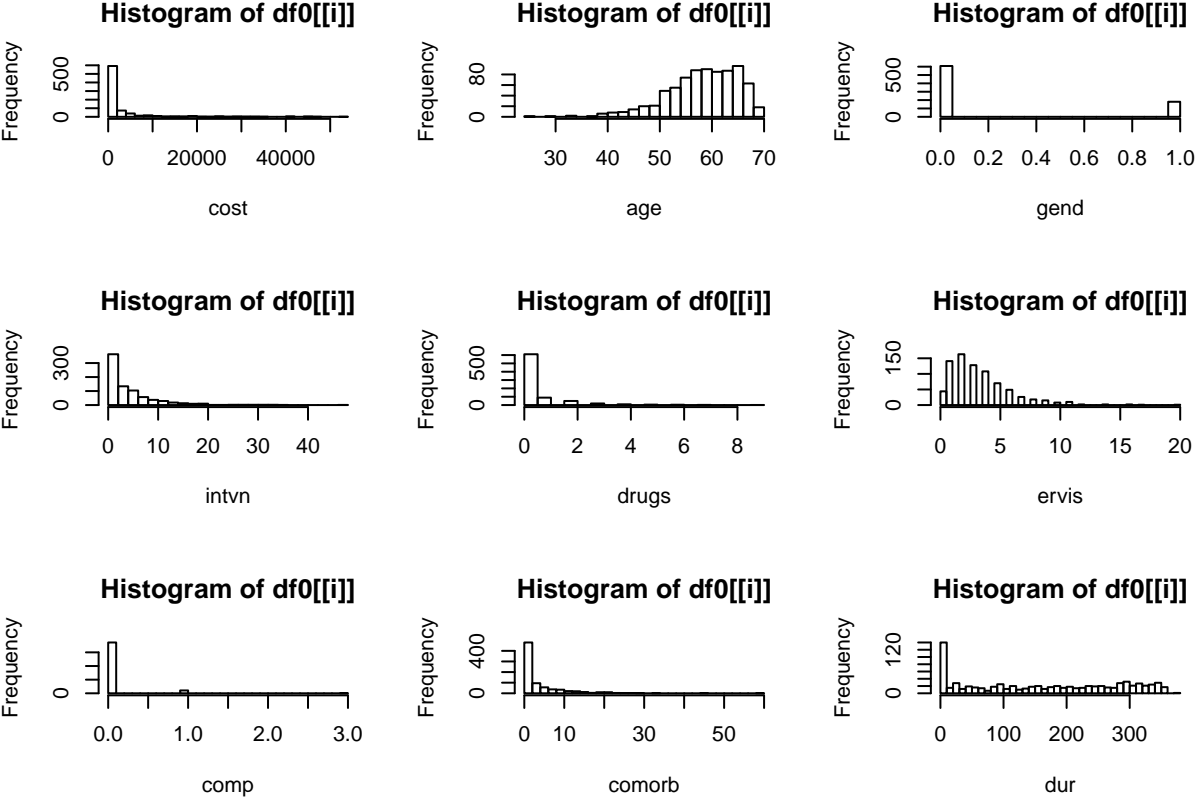 Histogram of df0[[i]]
Frequency
0 500
0 20000 40000
cost
Histogram of df0[[i]]
Frequency
0 80
30 40 50 60 70
age
Histogram of df0[[i]]
Frequency
0 500
0.0 0.2 0.4 0.6 0.8 1.0
gend
Histogram of df0[[i]]
Frequency
0 300
0 10 20 30 40
intvn
Histogram of df0[[i]]
Frequency
0 500
0 2 4 6 8
drugs
Histogram of df0[[i]]
Frequency
0 150
0 5 10 15 20
ervis
Histogram of df0[[i]]
Frequency
0
0.0 1.0 2.0 3.0
comp
Histogram of df0[[i]]
Frequency
0 400
0 10 30 50
comorb
Histogram of df0[[i]]
Frequency
0 120
0 100 200 300
dur